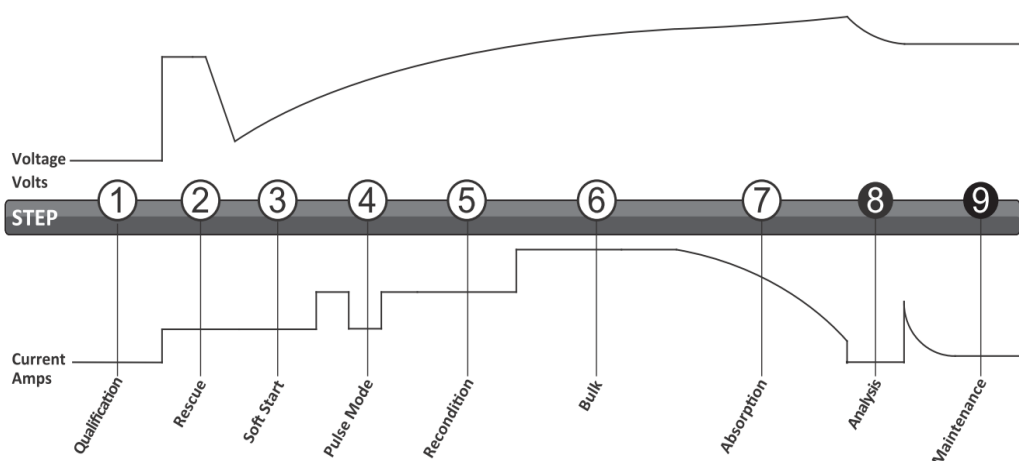 Voltage
Volts
STEP
1
2
3
4
5
6
7
8
9
Current
Amps
Qualification
Rescue
Soft Start
Pulse Mode
Recondition
Bulk
Absorption
Analysis
Maintenance